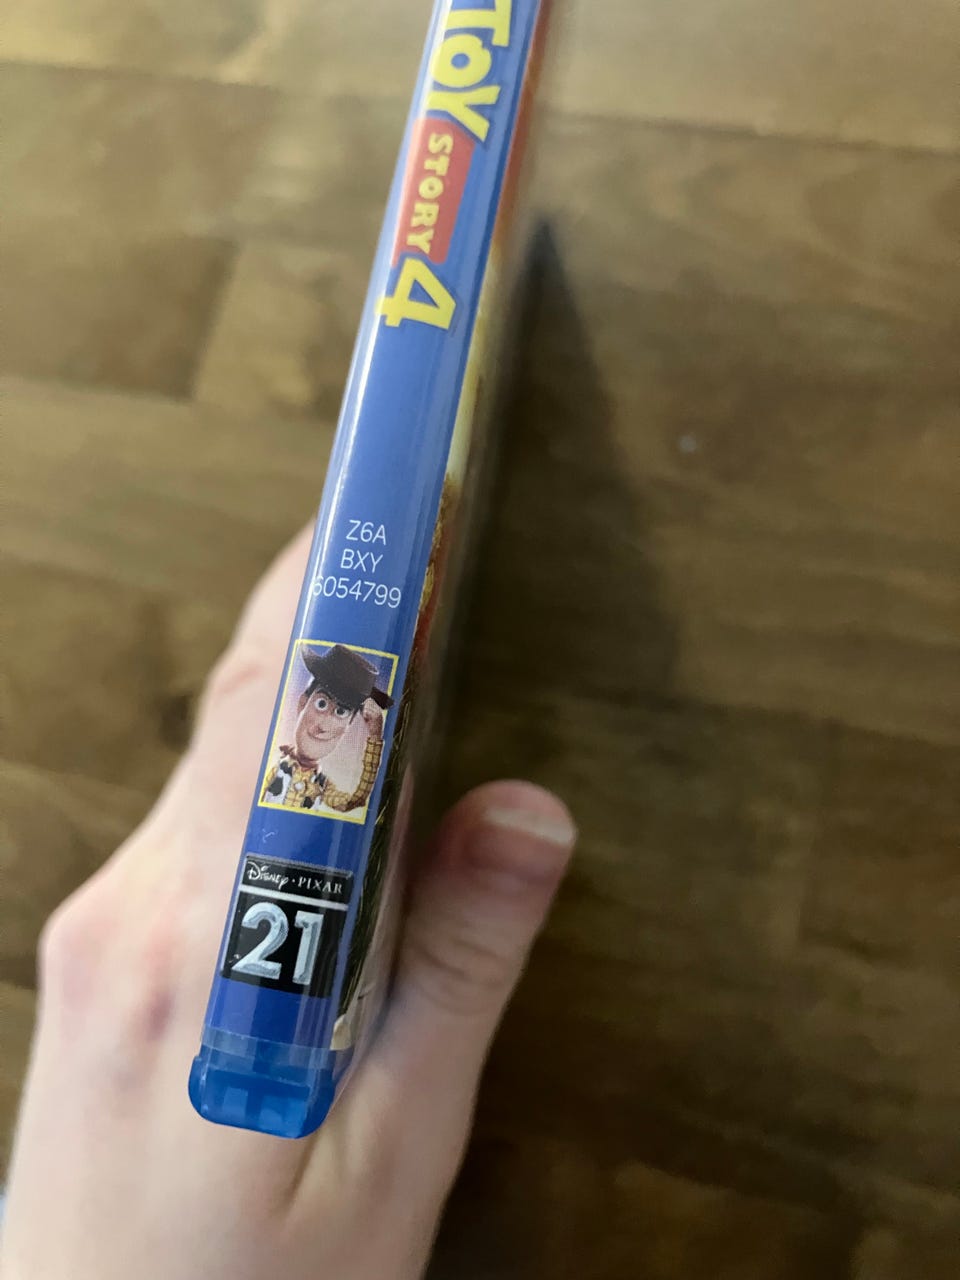 TOY
STORY
4
Z6A
BXY
6054799
Disney · PIXAR
21